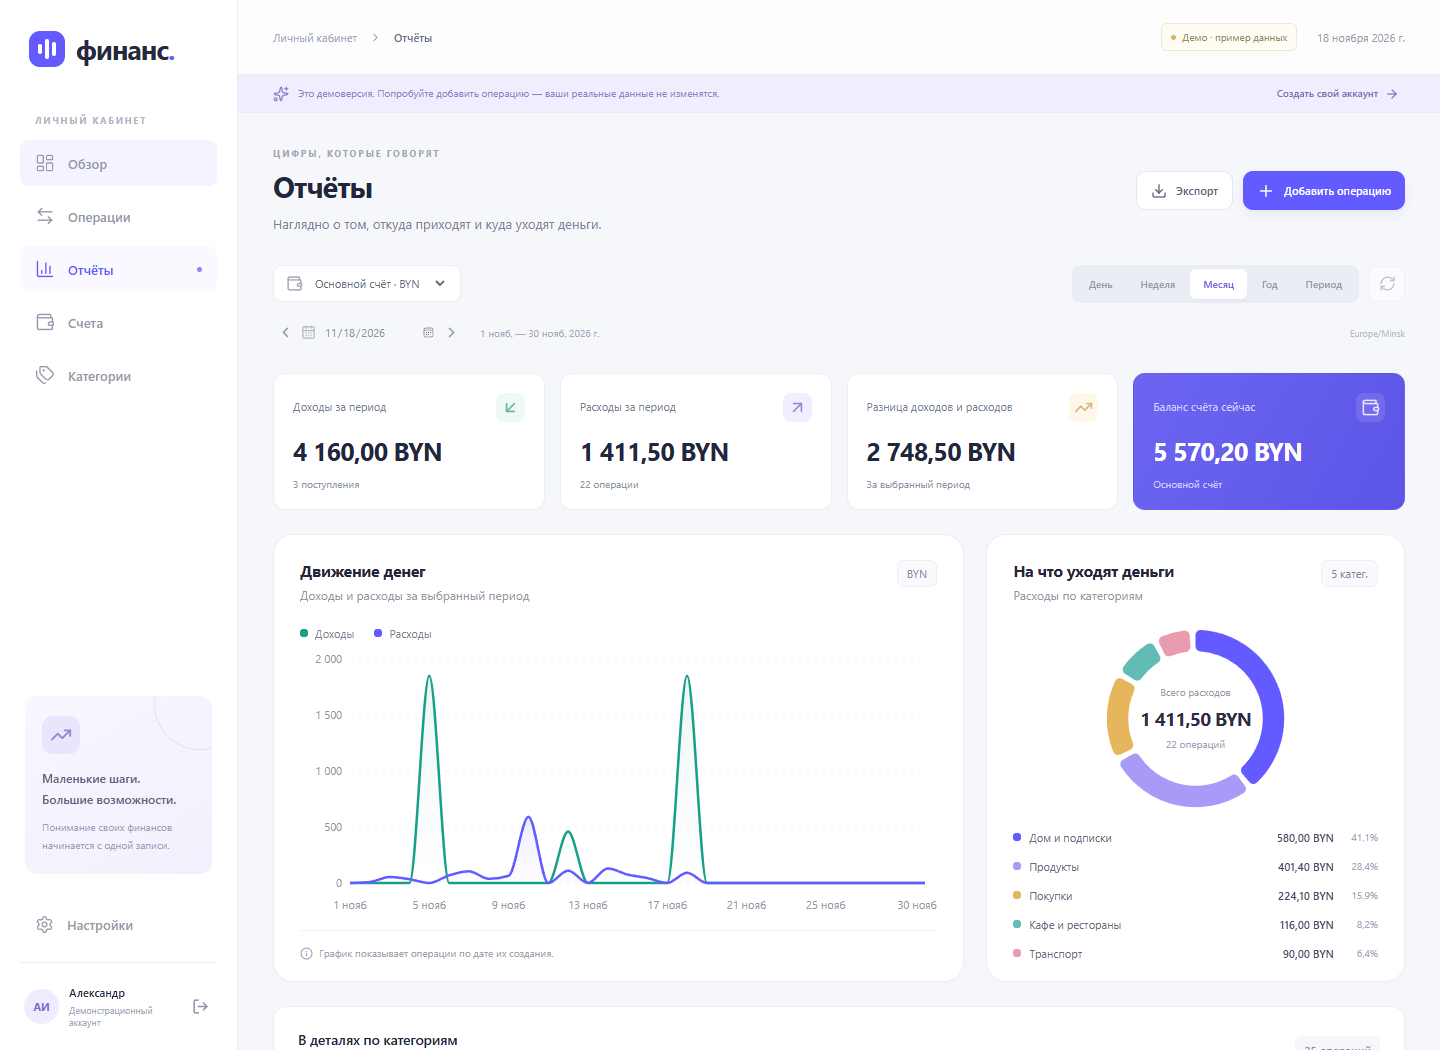 финанс.
ЛИЧНЫЙ КАБИНЕТ
Обзор
Операции
Отчёты
Счета
Категории
Маленькие шаги.
Большие возможности.
Понимание своих финансов
начинается с одной записи.
Настройки
АИ
Александр
Демонстрационный
аккаунт
Личный кабинет
Отчёты
Демо · пример данных
18 ноября 2026 г.
Это демоверсия. Попробуйте добавить операцию — ваши реальные данные не изменятся.
Создать свой аккаунт
ЦИФРЫ, КОТОРЫЕ ГОВОРЯТ
Отчёты
Наглядно о том, откуда приходят и куда уходят деньги.
Экспорт
Добавить операцию
Основной счёт · BYN
День
Неделя
Месяц
Год
Период
11/18/2026
1 нояб. — 30 нояб. 2026 г.
Europe/Minsk
Доходы за период
4 160,00 BYN
3 поступления
Расходы за период
1 411,50 BYN
22 операции
Разница доходов и расходов
2 748,50 BYN
За выбранный период
Баланс счёта сейчас
5 570,20 BYN
Основной счёт
Движение денег
BYN
Доходы и расходы за выбранный период
Доходы
Расходы
2 000
1 500
1 000
500
0
1 нояб
5 нояб
9 нояб
13 нояб
17 нояб
21 нояб
25 нояб
30 нояб
График показывает операции по дате их создания.
На что уходят деньги
5 катег.
Расходы по категориям
Всего расходов
1 411,50 BYN
22 операций
Дом и подписки 580,00 BYN 41,1%
Продукты 401,40 BYN 28,4%
Покупки 224,10 BYN 15,9%
Кафе и рестораны 116,00 BYN 8,2%
Транспорт 90,00 BYN 6,4%
В деталях по категориям